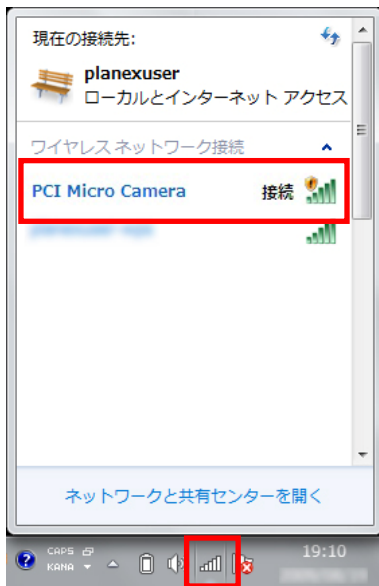 現在の接続先:
planexuser
ローカルとインターネット アクセス
ワイヤレス ネットワーク接続
PCI Micro Camera 接続
ネットワークと共有センターを開く
CAPS
KANA
19:10